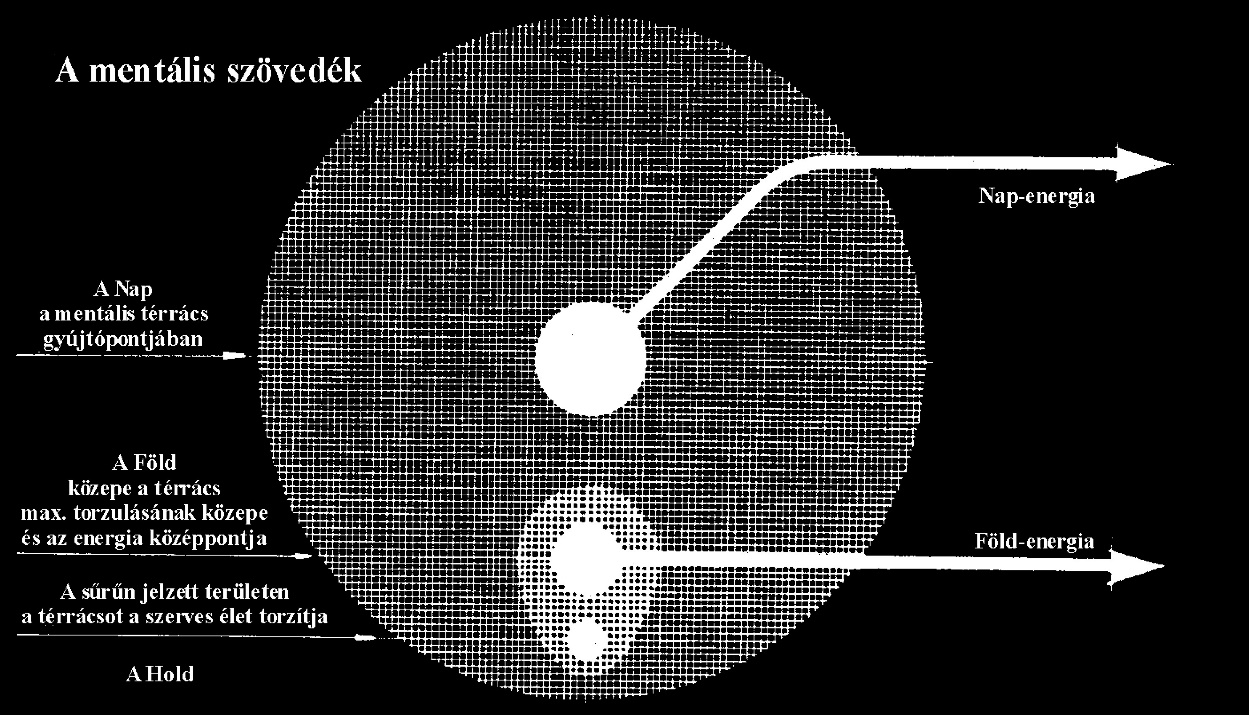 A mentális szövedék
Nap-energia
A Nap
a mentális térrács
gyújtópontjában
A Föld
közepe a térrács
max. torzulásának közepe
és az energia középpontja
Föld-energia
A sűrűn jelzett területen
a térrácsot a szerves élet torzítja
A Hold